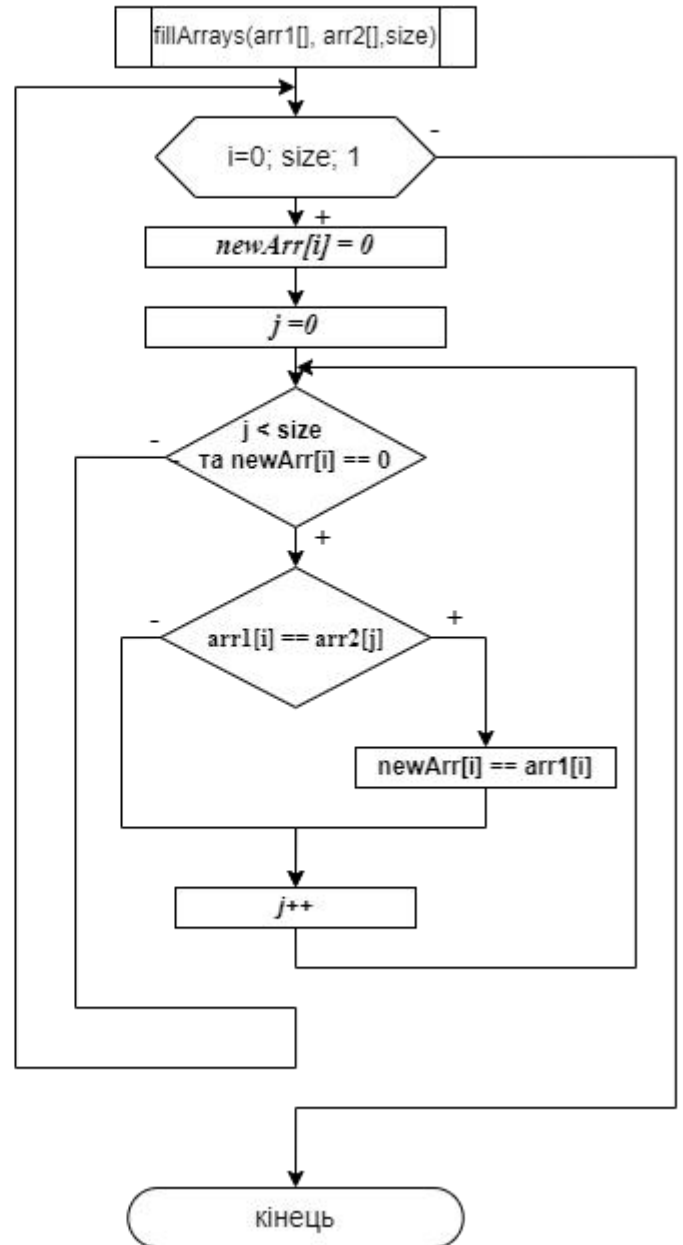 fillArrays(arr1[], arr2[],size)
i=0; size; 1
-
+
newArr[i] = 0
j =0
j < size
та newArr[i] == 0
-
+
arr1[i] == arr2[j]
-
+
newArr[i] == arr1[i]
j++
кінець